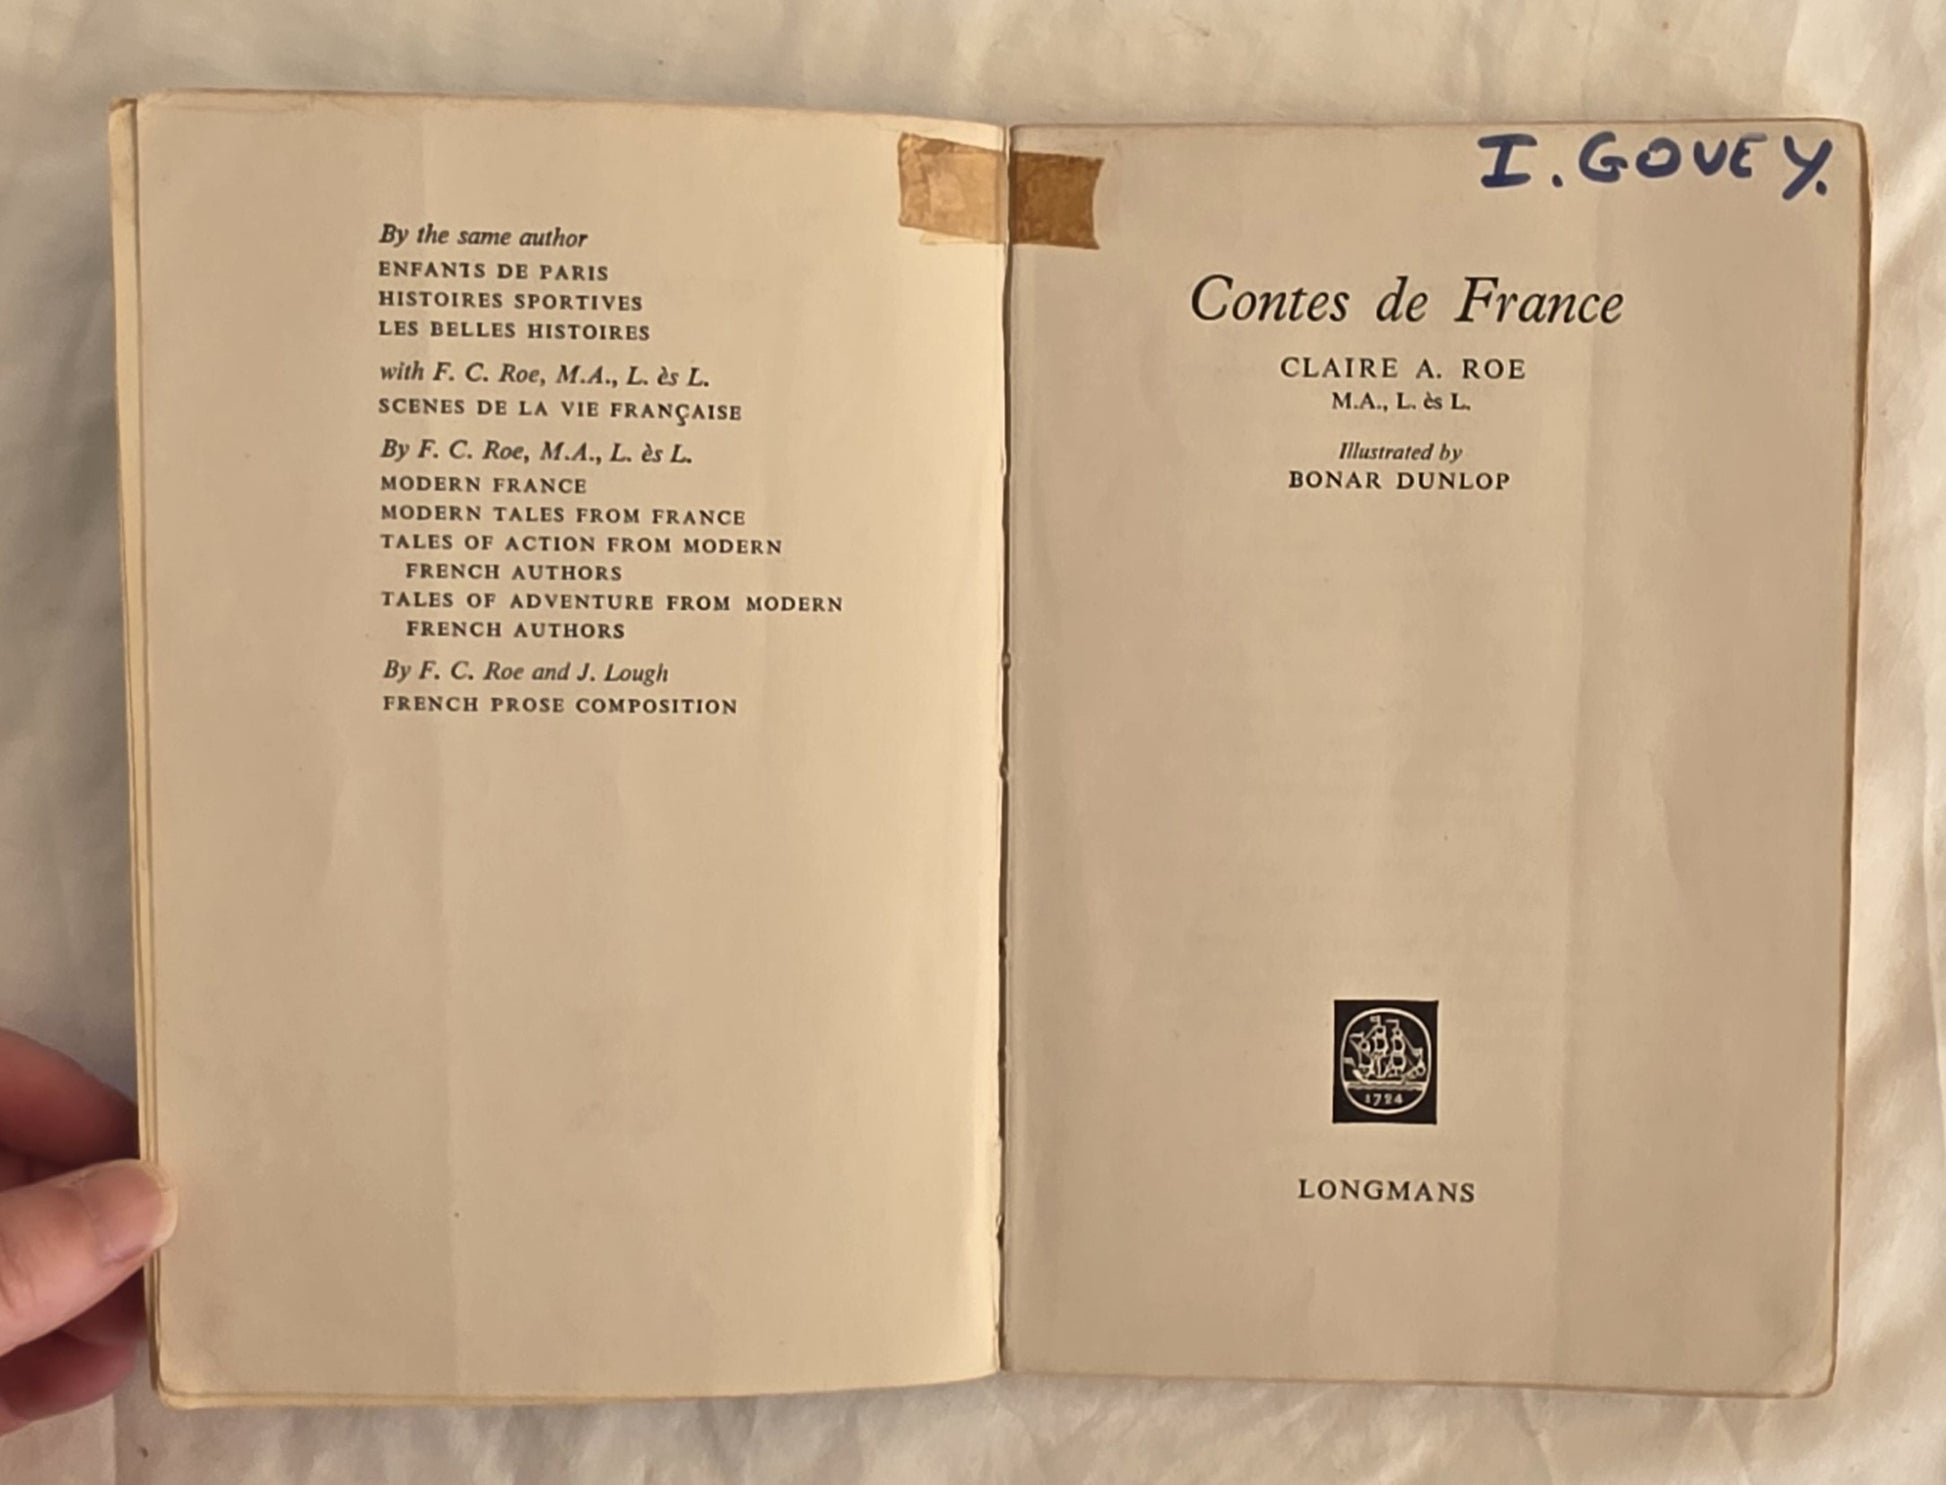 By the same author
ENFANTS DE PARIS
HISTOIRES SPORTIVES
LES BELLES HISTOIRES
with F. C. Roe, M.A., L. ès L.
SCENES DE LA VIE FRANÇAISE
By F. C. Roe, M.A., L. ès L.
MODERN FRANCE
MODERN TALES FROM FRANCE
TALES OF ACTION FROM MODERN
FRENCH AUTHORS
TALES OF ADVENTURE FROM MODERN
FRENCH AUTHORS
By F. C. Roe and J. Lough
FRENCH PROSE COMPOSITION
I. GOVEY.
Contes de France
CLAIRE A. ROE
M.A., L. ès L.
Illustrated by
BONAR DUNLOP
1724
LONGMANS